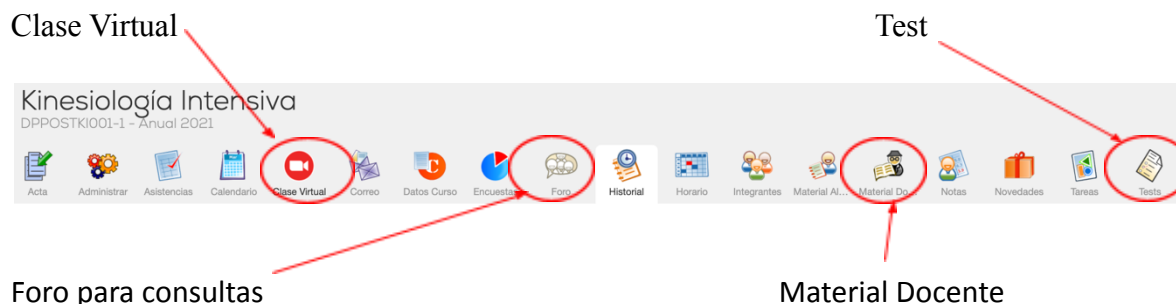 Clase Virtual Test
Kinesiología Intensiva
DPPOSTKI001-1 - Anual 2021
Acta Administrar Asistencias Calendario Clase Virtual Correo Datos Curso Encuestas Foro Historial Horario Integrantes Material Al... Material Do... Notas Novedades Tareas Tests
Foro para consultas Material Docente